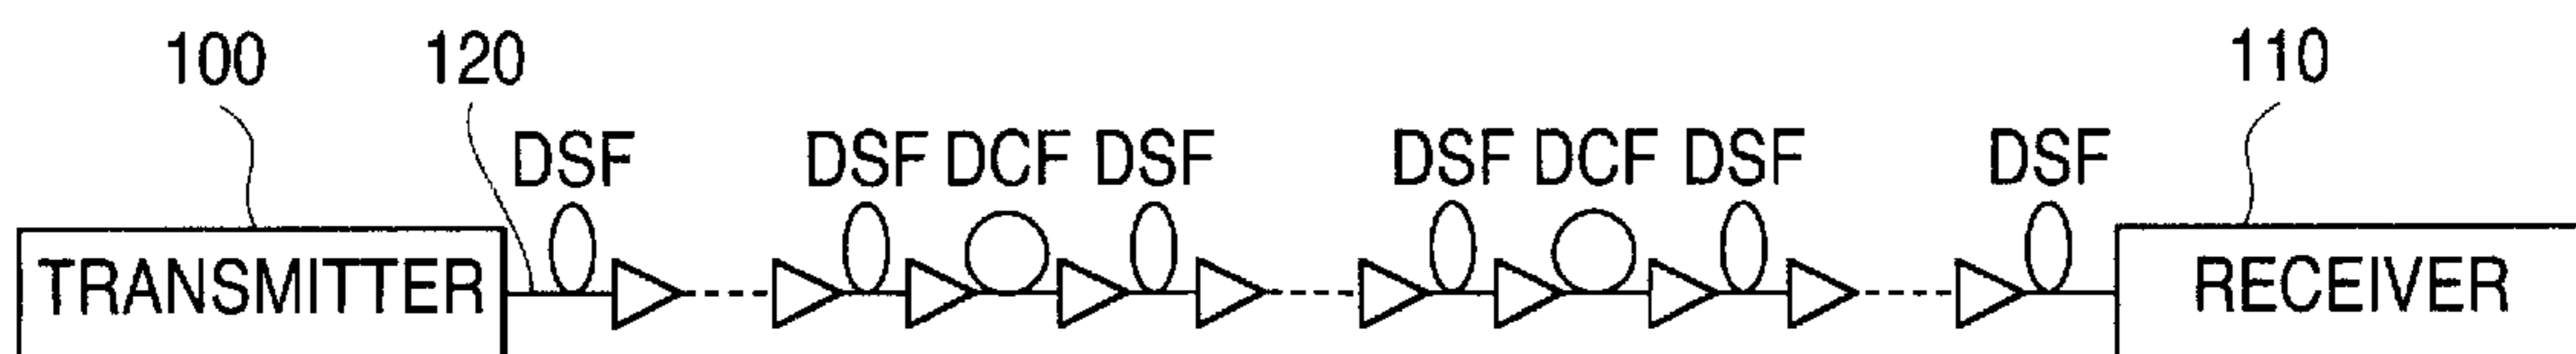 100 120 110
DSF DSF DCF DSF DSF DCF DSF DSF
TRANSMITTER RECEIVER